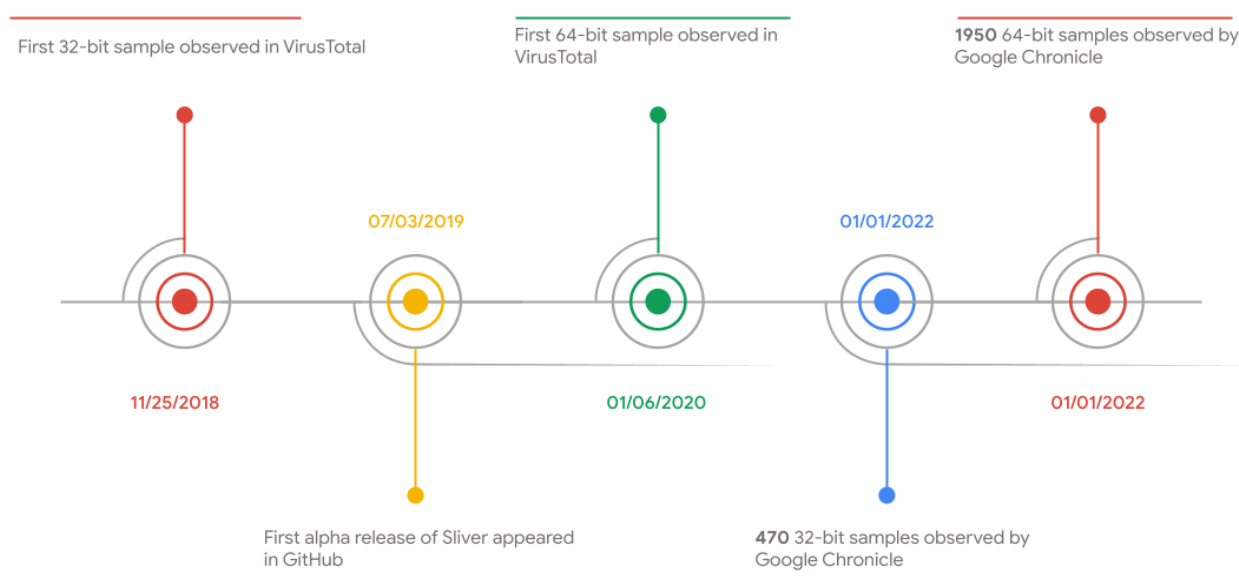 First 32-bit sample observed in VirusTotal
First 64-bit sample observed in
VirusTotal
1950 64-bit samples observed by
Google Chronicle
07/03/2019
01/01/2022
11/25/2018
01/06/2020
01/01/2022
First alpha release of Sliver appeared
in GitHub
470 32-bit samples observed by
Google Chronicle